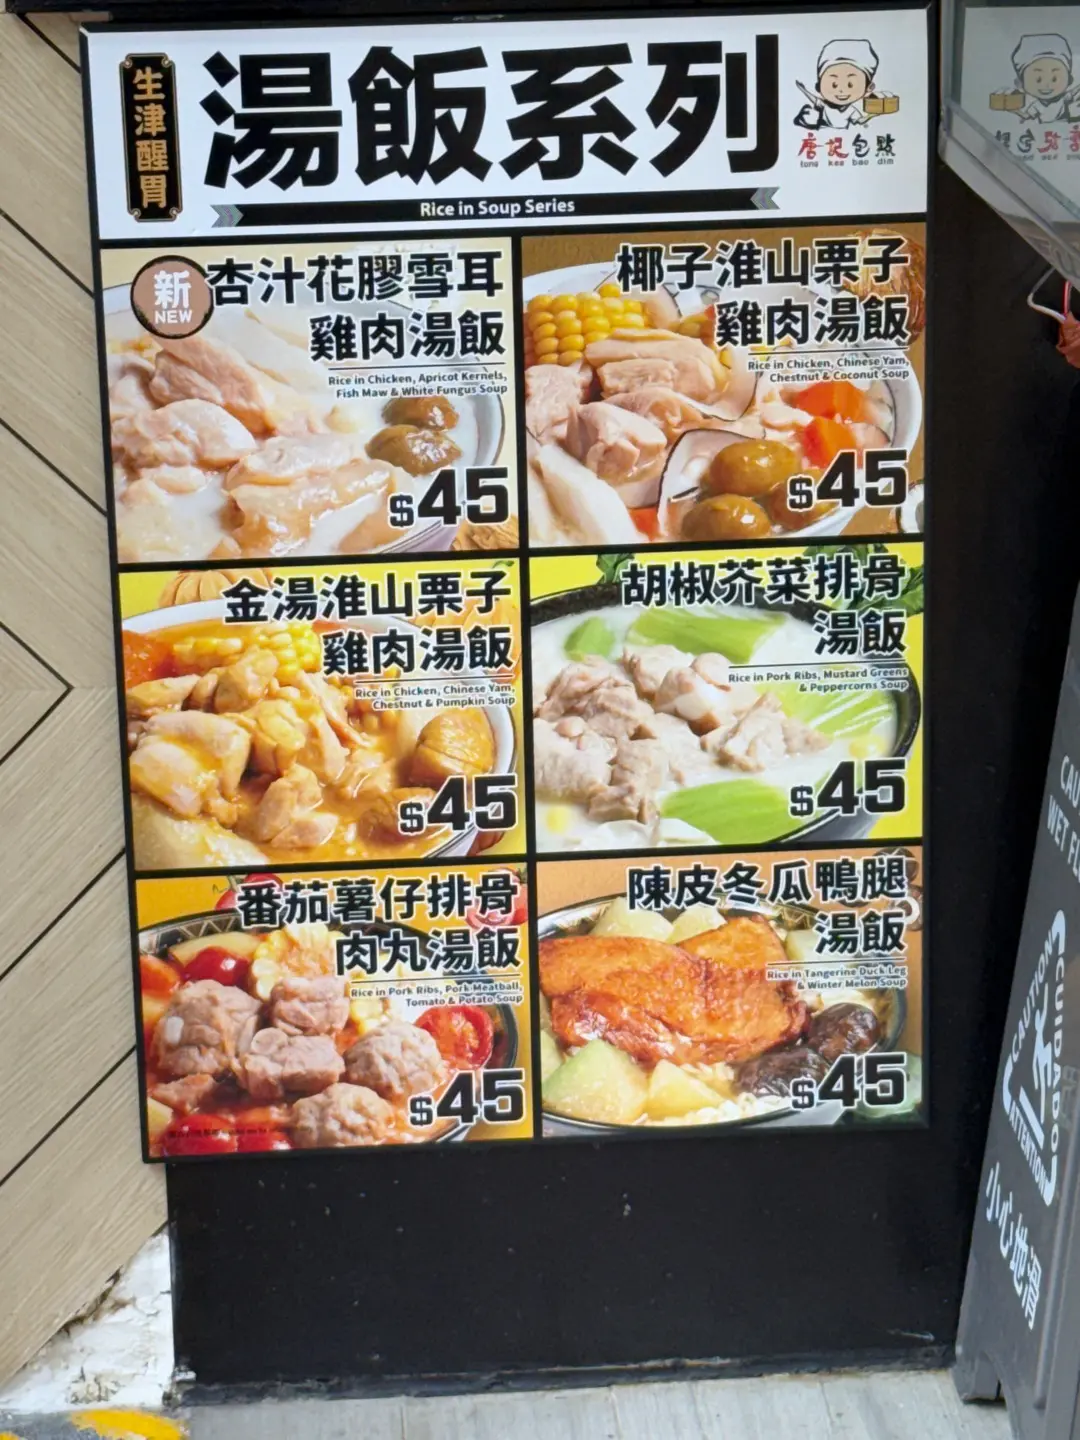 生津醒胃
湯飯系列
Rice in Soup Series
唐記包點
tong kee bao dim
新
NEW
杏汁花膠雪耳
雞肉湯飯
Rice in Chicken, Apricot Kernels,
Fish Maw & White Fungus Soup
$45
椰子淮山栗子
雞肉湯飯
Rice in Chicken, Chinese Yam,
Chestnut & Coconut Soup
$45
金湯淮山栗子
雞肉湯飯
Rice in Chicken, Chinese Yam,
Chestnut & Pumpkin Soup
$45
胡椒芥菜排骨
湯飯
Rice in Pork Ribs, Mustard Greens
& Peppercorns Soup
$45
番茄薯仔排骨
肉丸湯飯
Rice in Pork Ribs, Pork Meatball,
Tomato & Potato Soup
$45
陳皮冬瓜鴨腿
湯飯
Rice in Tangerine Duck Leg
& Winter Melon Soup
$45
CAUTION
CUIDADO
ATTENTION
小心地滑